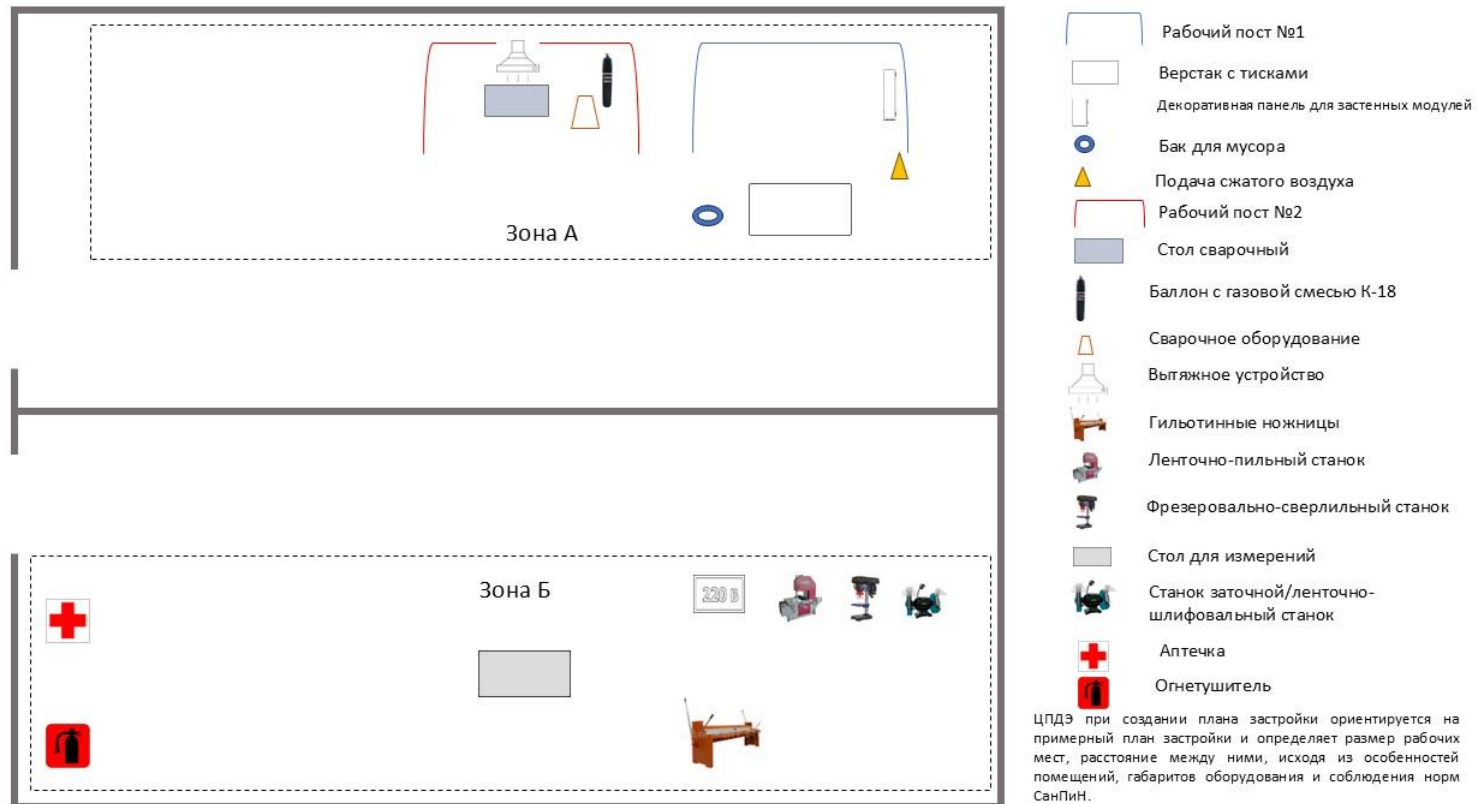 Зона А
Зона Б
220 В
Рабочий пост №1
Верстак с тисками
Декоративная панель для застенных модулей
Бак для мусора
Подача сжатого воздуха
Рабочий пост №2
Стол сварочный
Баллон с газовой смесью К-18
Сварочное оборудование
Вытяжное устройство
Гильотинные ножницы
Ленточно-пильный станок
Фрезеровально-сверлильный станок
Стол для измерений
Станок заточной/ленточно-
шлифовальный станок
Аптечка
Огнетушитель
ЦПДЭ при создании плана застройки ориентируется на
примерный план застройки и определяет размер рабочих
мест, расстояние между ними, исходя из особенностей
помещений, габаритов оборудования и соблюдения норм
СанПиН.